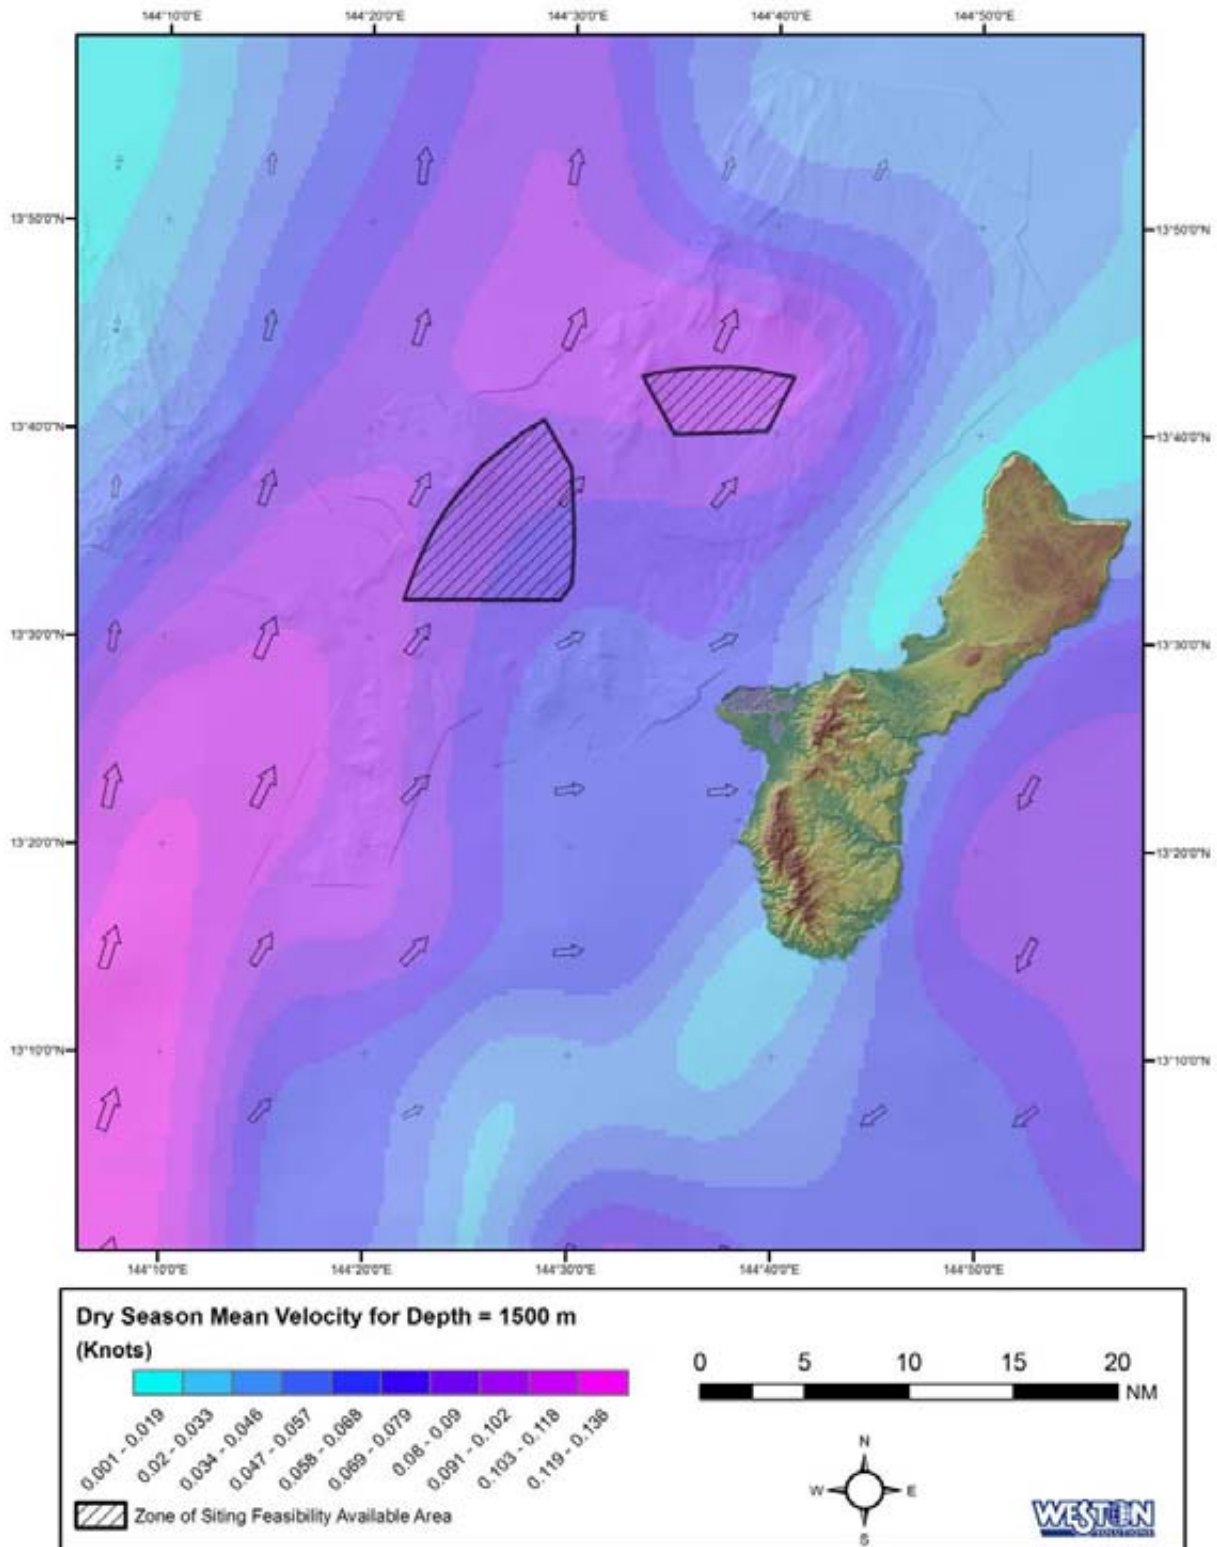 144°10'0"E 144°20'0"E 144°30'0"E 144°40'0"E 144°50'0"E
13°50'0"N 13°50'0"N
13°40'0"N 13°40'0"N
13°30'0"N 13°30'0"N
13°20'0"N 13°20'0"N
13°10'0"N 13°10'0"N
144°10'0"E 144°20'0"E 144°30'0"E 144°40'0"E 144°50'0"E
Dry Season Mean Velocity for Depth = 1500 m
(Knots)
0.001 - 0.019
0.02 - 0.033
0.034 - 0.046
0.047 - 0.057
0.058 - 0.068
0.069 - 0.079
0.08 - 0.09
0.091 - 0.102
0.103 - 0.118
0.119 - 0.138
0 5 10 15 20
NM
N
W E
S
Zone of Siting Feasibility Available Area
WESTON
SOLUTIONS